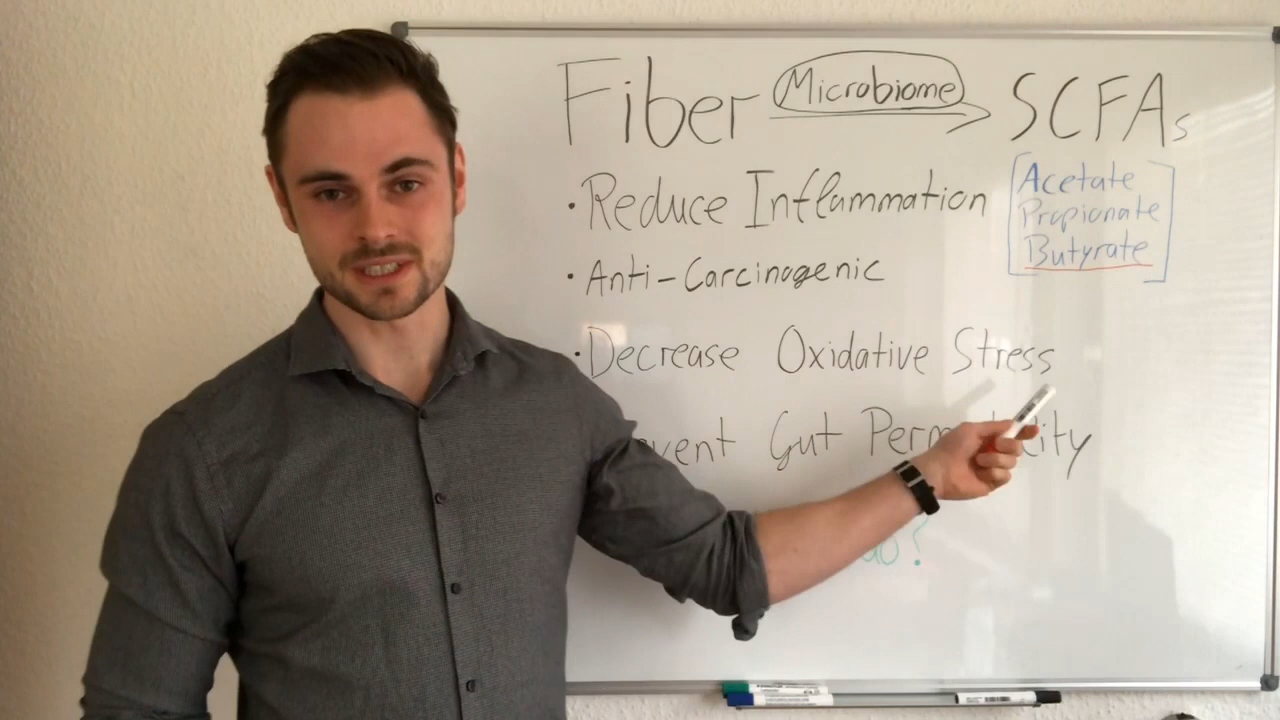 Fiber Microbiome SCFAs
Acetate
Propionate
Butyrate
• Reduce Inflammation
• Anti-Carcinogenic
• Decrease Oxidative Stress
Gut